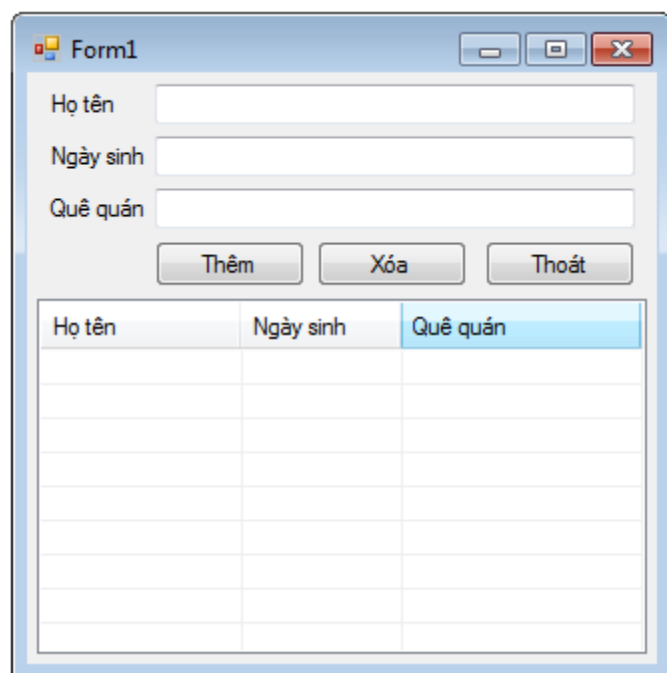 Form1
Họ tên
Ngày sinh
Quê quán
Thêm Xóa Thoát
Họ tên Ngày sinh Quê quán